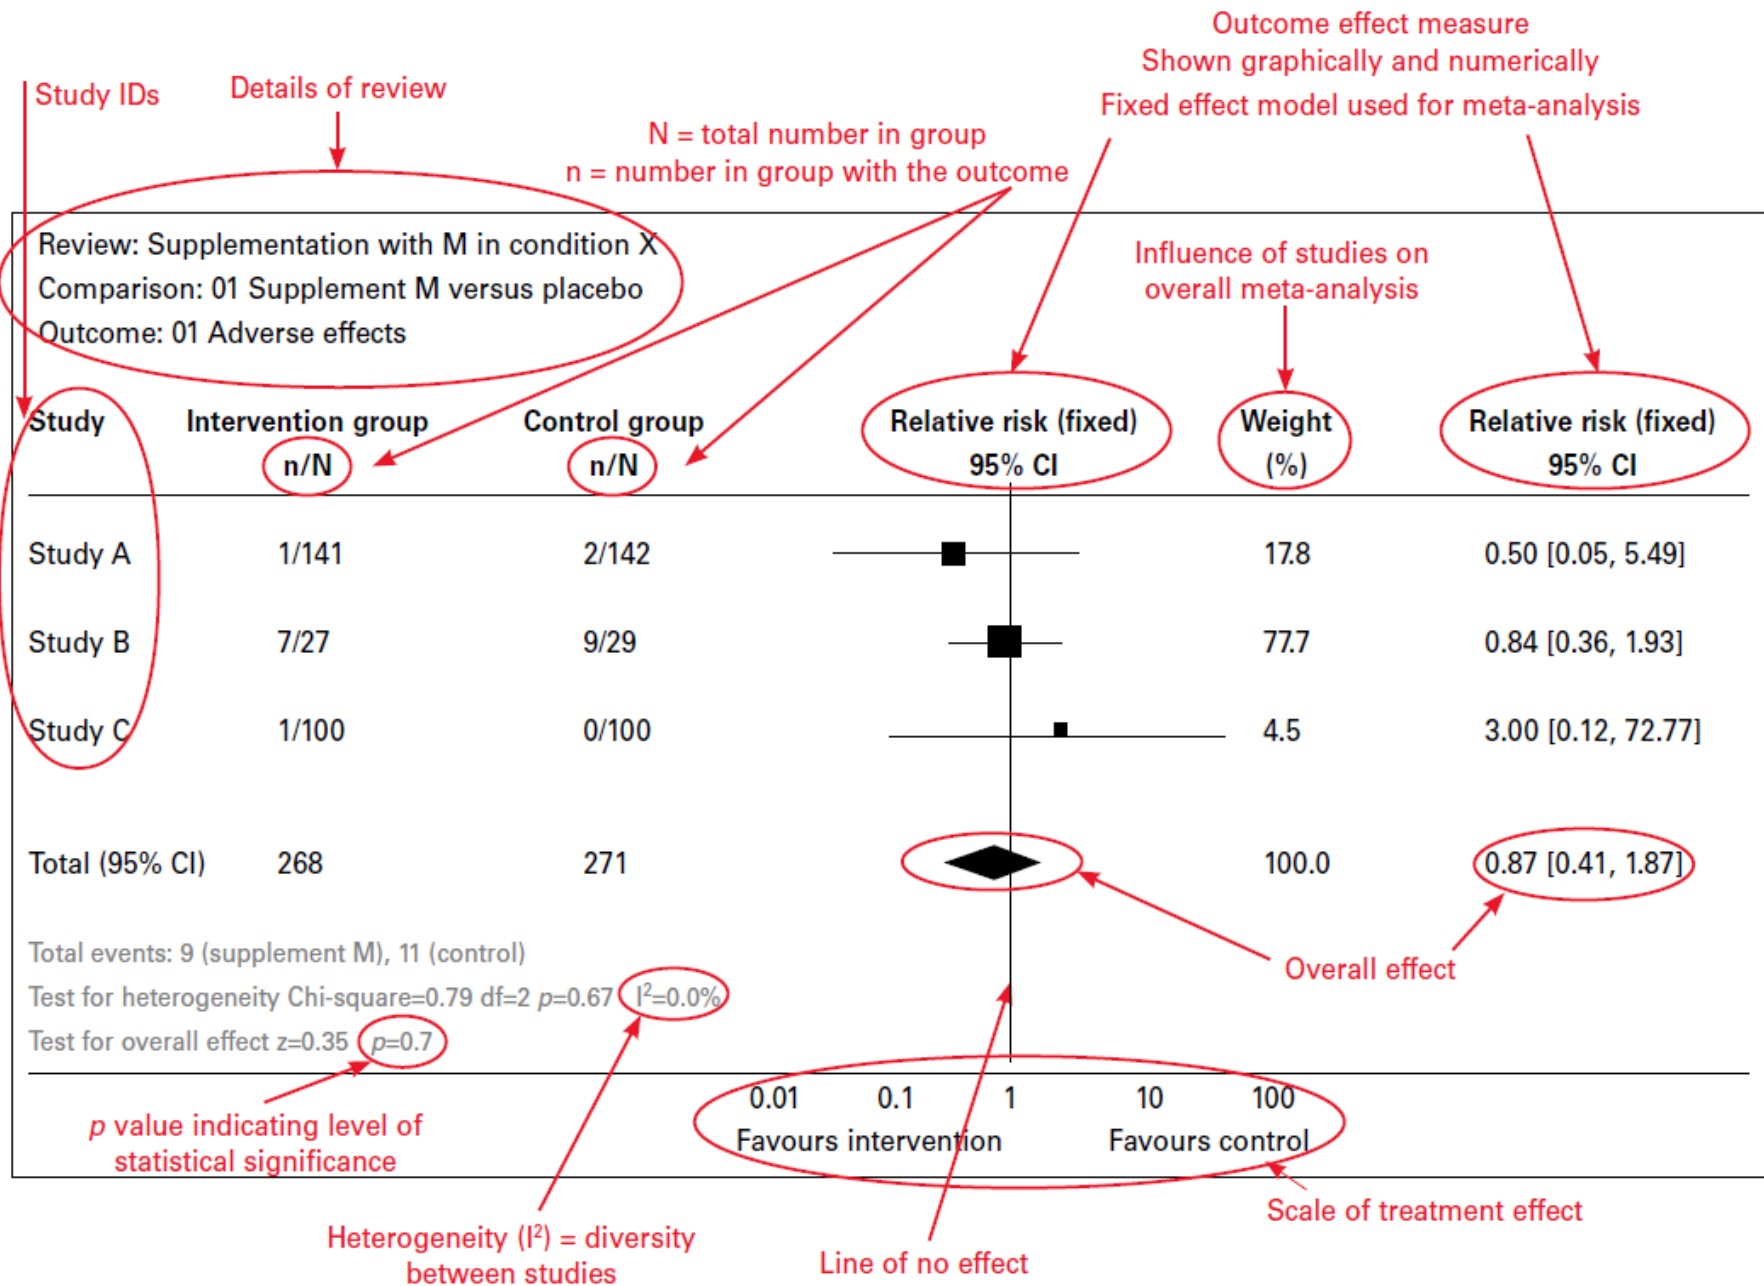 Outcome effect measure
Shown graphically and numerically
Fixed effect model used for meta-analysis
Study IDs
Details of review
N = total number in group
n = number in group with the outcome
Review: Supplementation with M in condition X
Comparison: 01 Supplement M versus placebo
Outcome: 01 Adverse effects
Influence of studies on
overall meta-analysis
Study Intervention group Control group Relative risk (fixed) Weight Relative risk (fixed)
n/N n/N 95% CI (%) 95% CI
Study A 1/141 2/142 17.8 0.50 [0.05, 5.49]
Study B 7/27 9/29 77.7 0.84 [0.36, 1.93]
Study C 1/100 0/100 4.5 3.00 [0.12, 72.77]
Total (95% CI) 268 271 100.0 0.87 [0.41, 1.87]
Total events: 9 (supplement M), 11 (control)
Overall effect
Test for heterogeneity Chi-square=0.79 df=2 p=0.67 I²=0.0%
Test for overall effect z=0.35 p=0.7
0.01 0.1 1 10 100
Favours intervention Favours control
p value indicating level of
statistical significance
Scale of treatment effect
Heterogeneity (I²) = diversity
between studies
Line of no effect